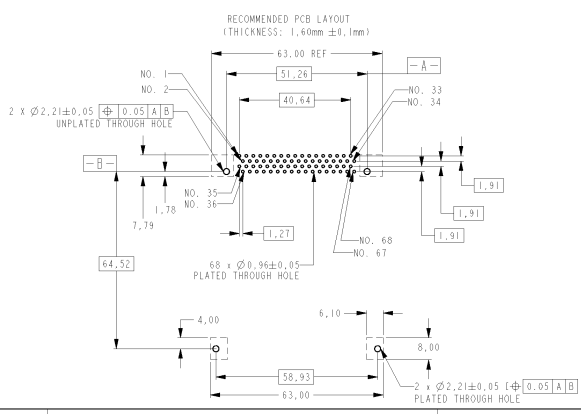 RECOMMENDED PCB LAYOUT
(THICKNESS: 1,60mm ±0,1mm)
63.00 REF
-A-
51,26
NO. 1
NO. 2
NO. 33
NO. 34
40,64
2 X Ø2,21±0,05 ⌖ 0.05 A B
UNPLATED THROUGH HOLE
-B-
NO. 35
NO. 36
1,91
1,91
1,91
1,78
7,79
1,27
NO. 68
NO. 67
68 x Ø0,96±0,05
PLATED THROUGH HOLE
64,52
4,00
6,10
8,00
58,93
63,00
2 x Ø2,21±0,05 [⌖ 0.05 A B
PLATED THROUGH HOLE